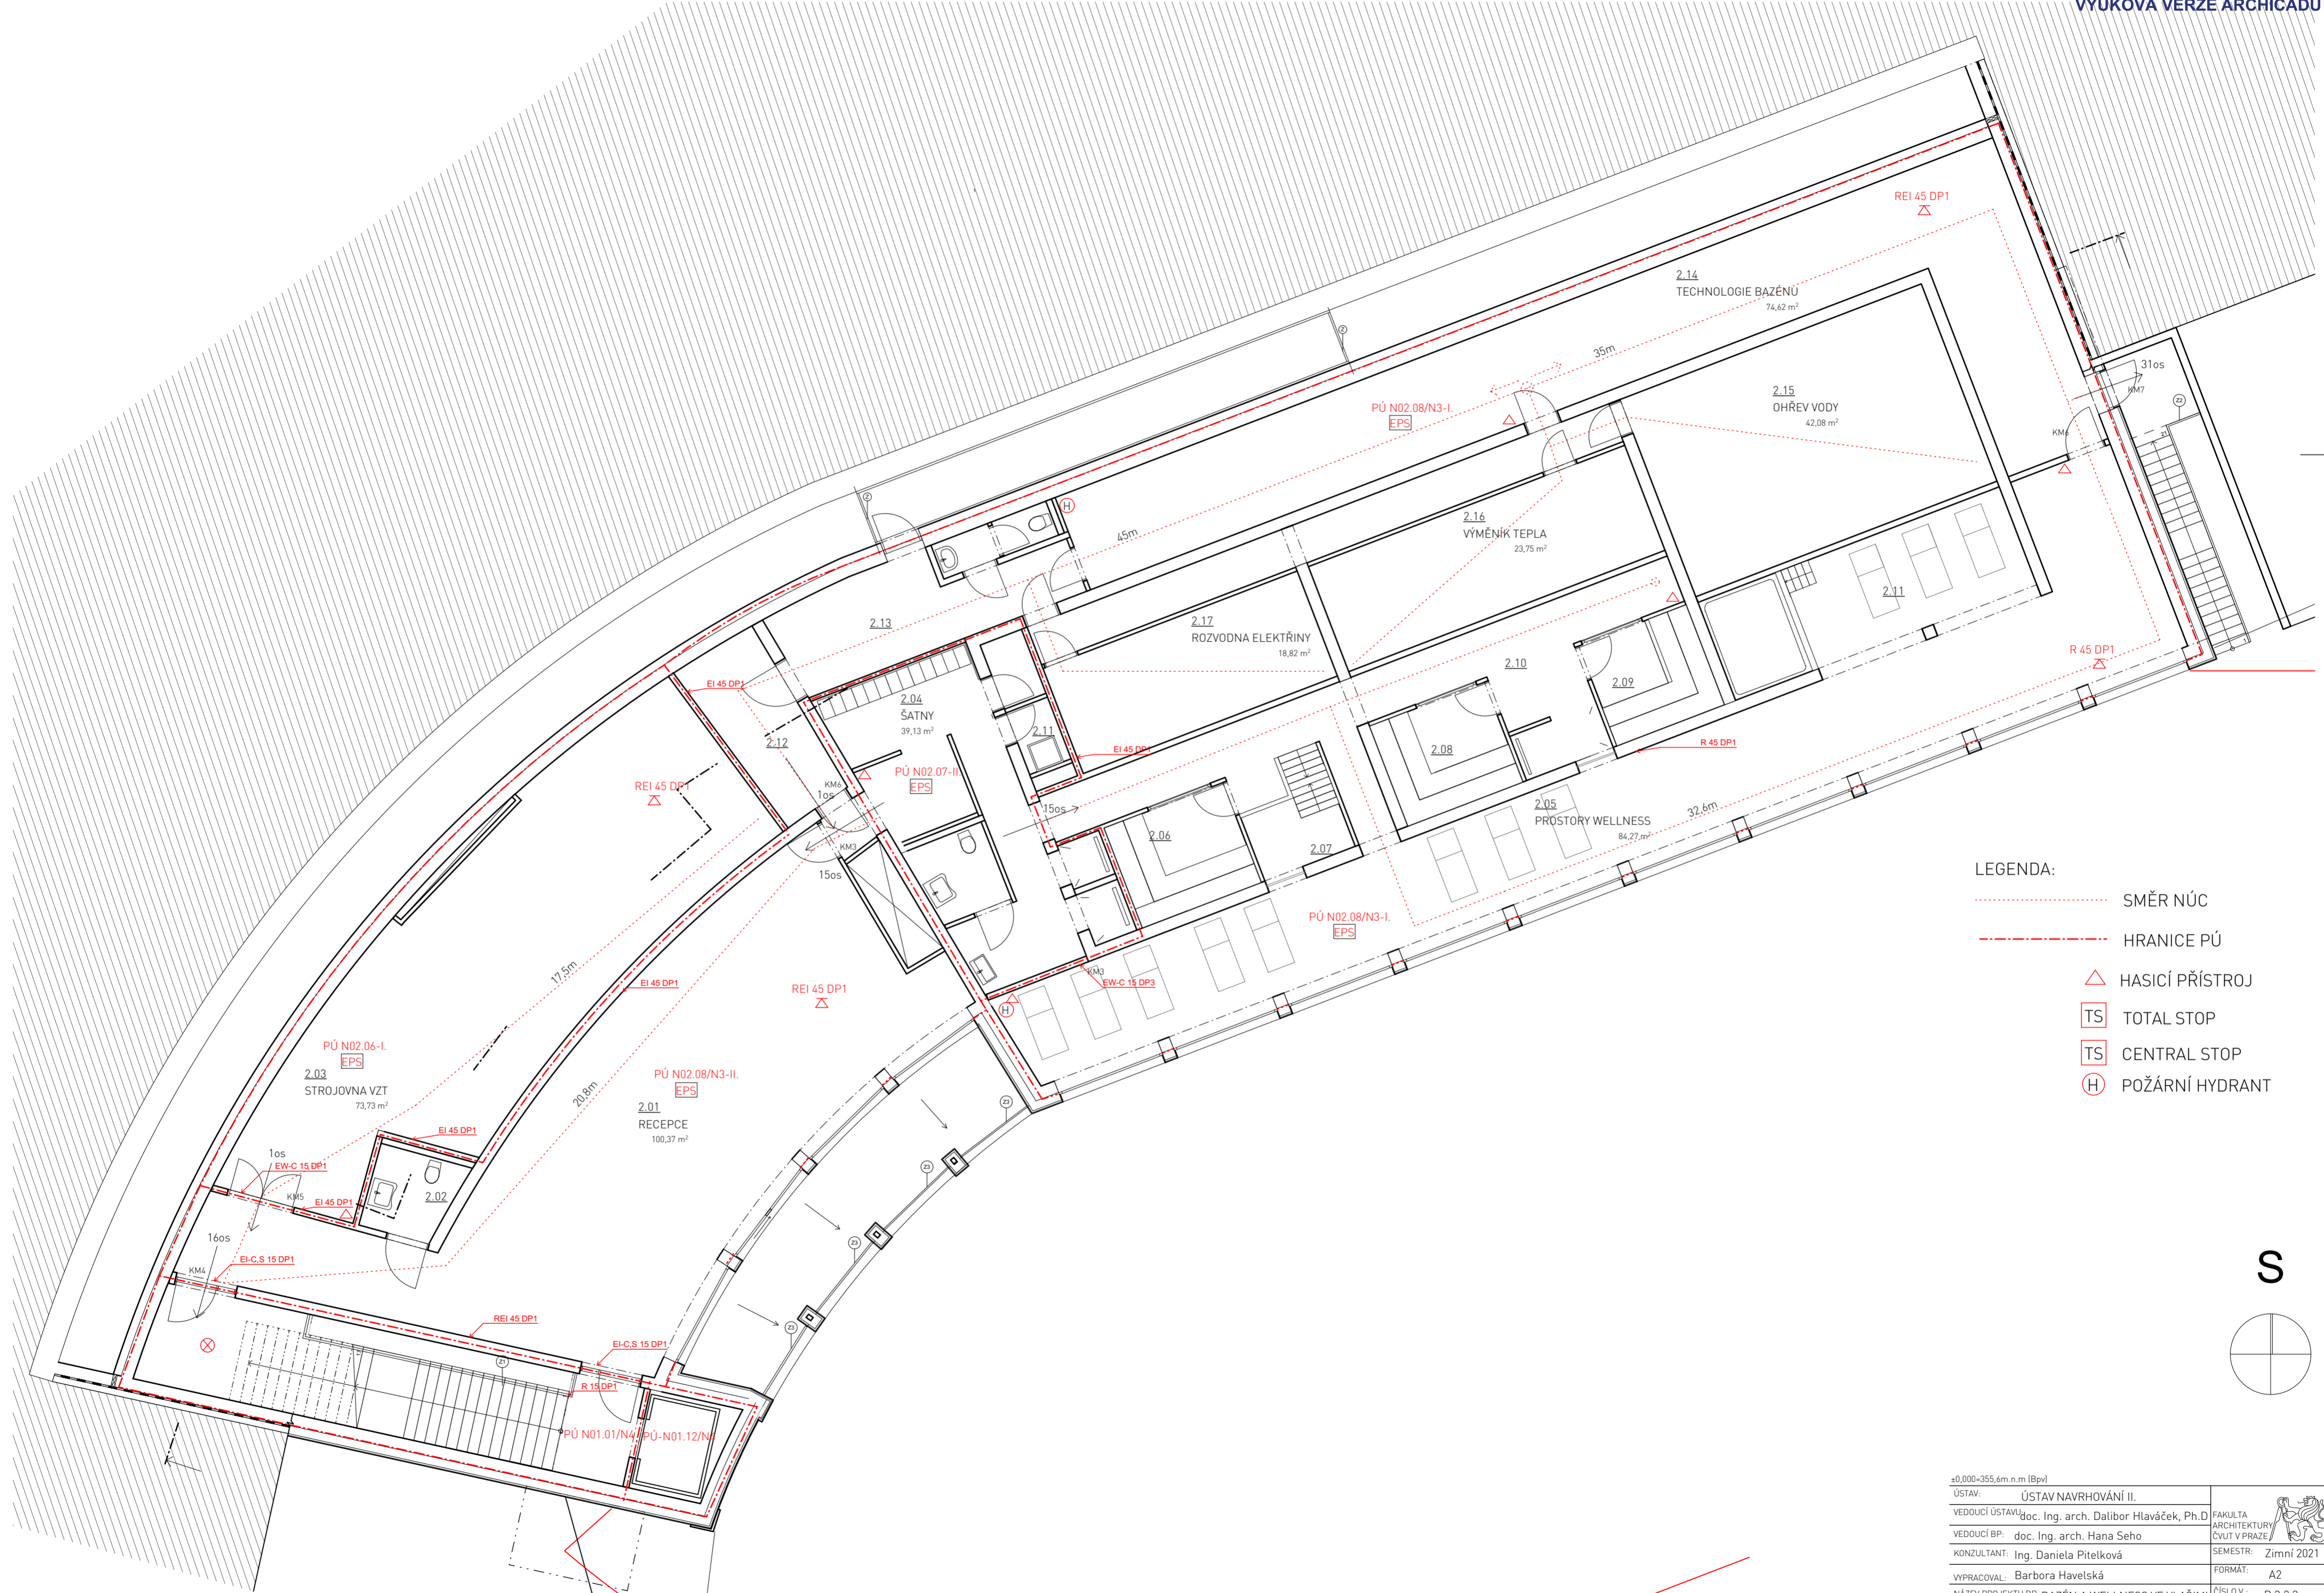 VÝUKOVÁ VERZE ARCHICADU
REI 45 DP1
2.14
TECHNOLOGIE BAZÉNU
74,62 m²
31os
KM7
Z2
Z
35m
2.15
OHŘEV VODY
42,08 m²
PÚ N02.08/N3-I.
EPS
KM6
Z1
Z
H
45m
2.16
VÝMĚNÍK TEPLA
23,75 m²
2.11
2.13
2.17
ROZVODNA ELEKTŘINY
18,82 m²
R 45 DP1
2.10
EI 45 DP1
2.04
ŠATNY
39,13 m²
2.09
2.12
2.11
EI 45 DP1
2.08
R 45 DP1
PÚ N02.07-II.
EPS
REI 45 DP1
KM6
1os
15os
2.05
PROSTORY WELLNESS
84,27 m²
32,6m
2.06
2.07
KM3
15os
LEGENDA:
SMĚR NÚC
HRANICE PÚ
HASICÍ PŘÍSTROJ
TS TOTAL STOP
TS CENTRAL STOP
H POŽÁRNÍ HYDRANT
PÚ N02.08/N3-I.
EPS
17,5m
EI 45 DP1
REI 45 DP1
KM3
EW-C 15 DP3
H
PÚ N02.06-I.
EPS
2.03
STROJOVNA VZT
73,73 m²
20,8m
PÚ N02.08/N3-II.
EPS
2.01
RECEPCE
100,37 m²
Z3
EI 45 DP1
1os
EW-C 15 DP1
Z3
KM5
EI 45 DP1
2.02
16os
Z3
EI-C,S 15 DP1
KM4
S
REI 45 DP1
Z3
EI-C,S 15 DP1
Z1
R 15 DP1
PÚ N01.01/N4
PÚ-N01.12/N4
±0,000=355,6m.n.m (Bpv)
ÚSTAV: ÚSTAV NAVRHOVÁNÍ II.
VEDOUCÍ ÚSTAVU: doc. Ing. arch. Dalibor Hlaváček, Ph.D
FAKULTA
ARCHITEKTURY
ČVUT V PRAZE
VEDOUCÍ BP: doc. Ing. arch. Hana Seho
KONZULTANT: Ing. Daniela Pitelková
SEMESTR: Zimní 2021
VYPRACOVAL: Barbora Havelská
FORMÁT: A2